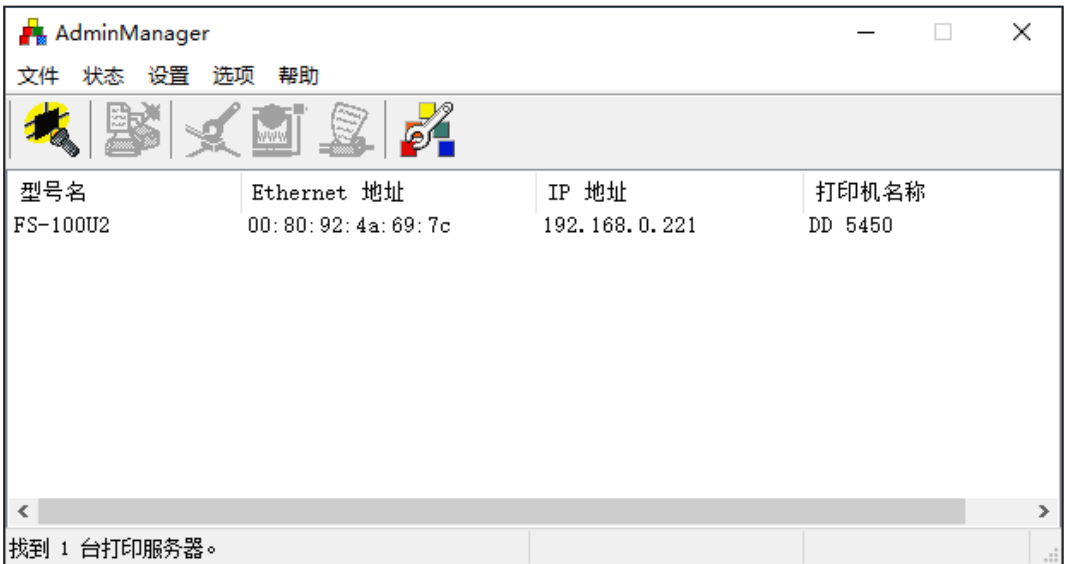 AdminManager
文件 状态 设置 选项 帮助
型号名 Ethernet 地址 IP 地址 打印机名称
FS-100U2 00:80:92:4a:69:7c 192.168.0.221 DD 5450
找到 1 台打印服务器。